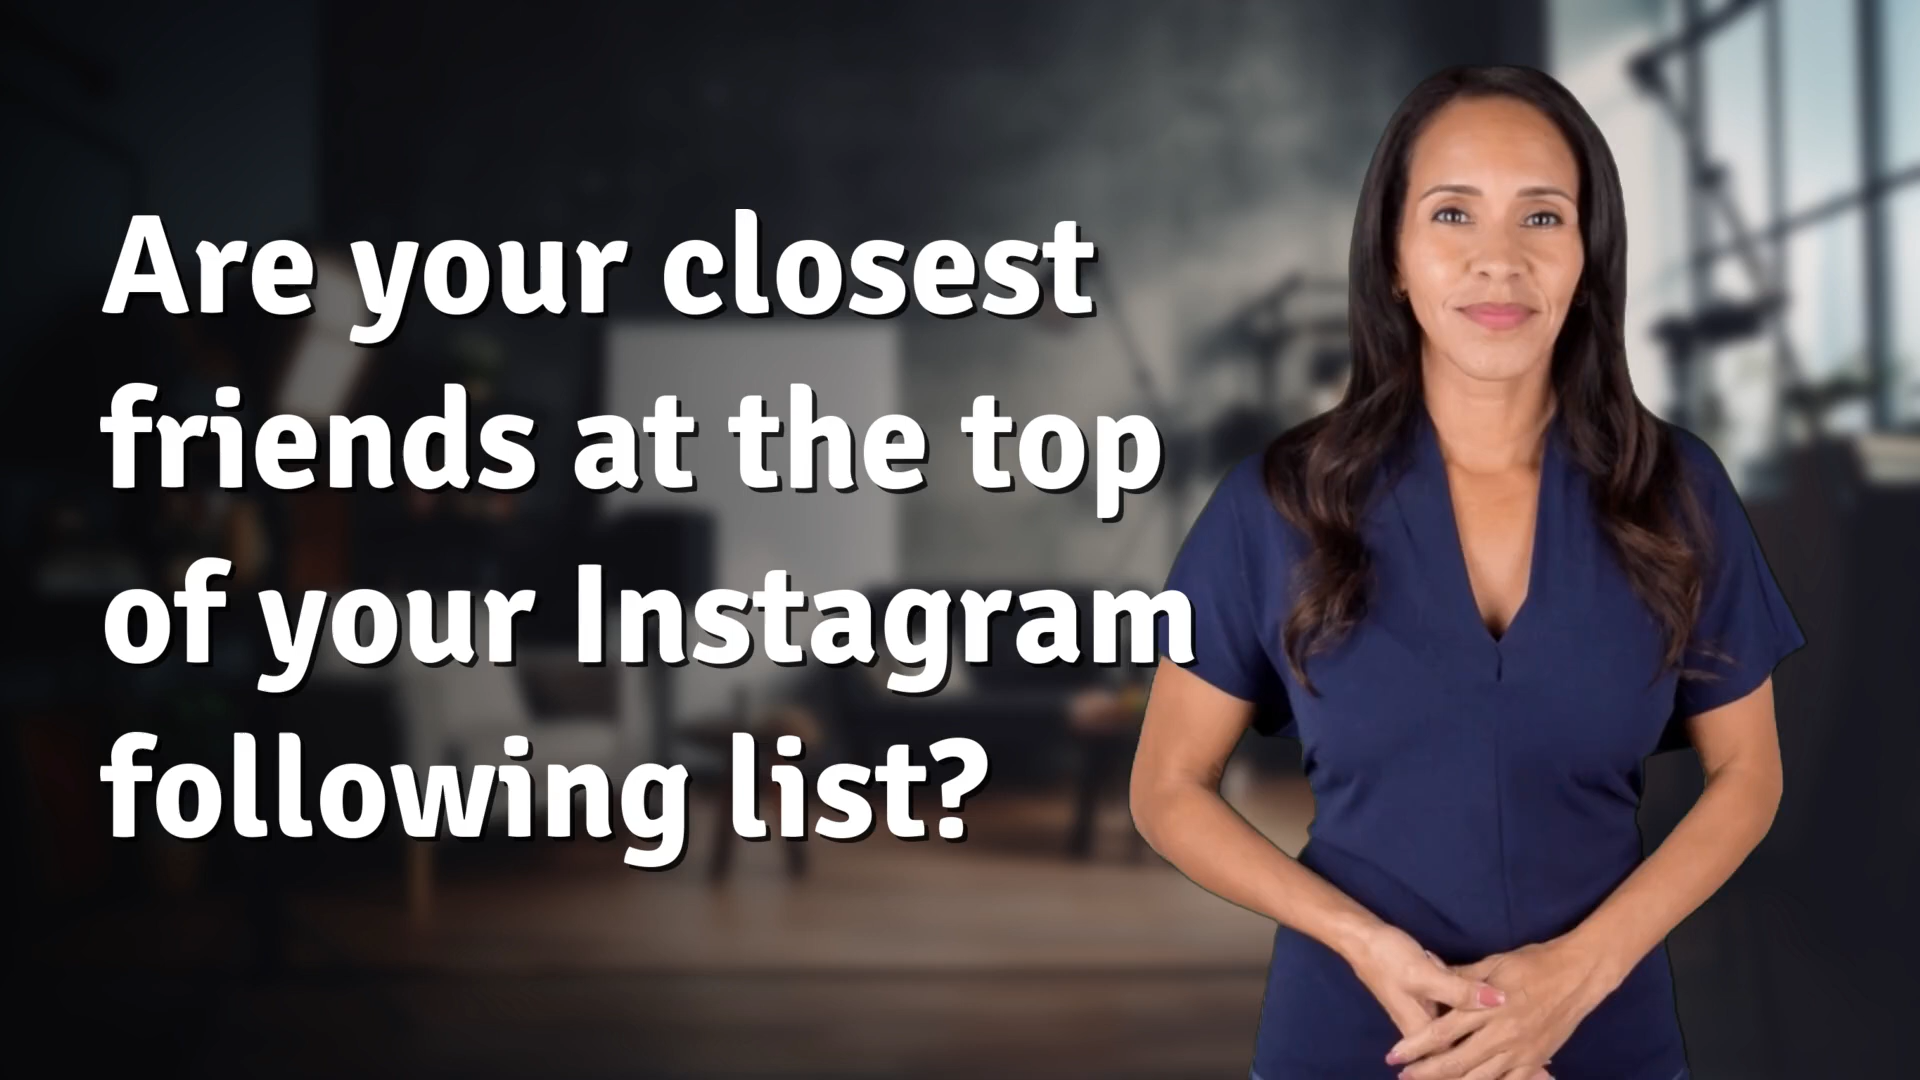 Are your closest
friends at the top
of your Instagram
following list?